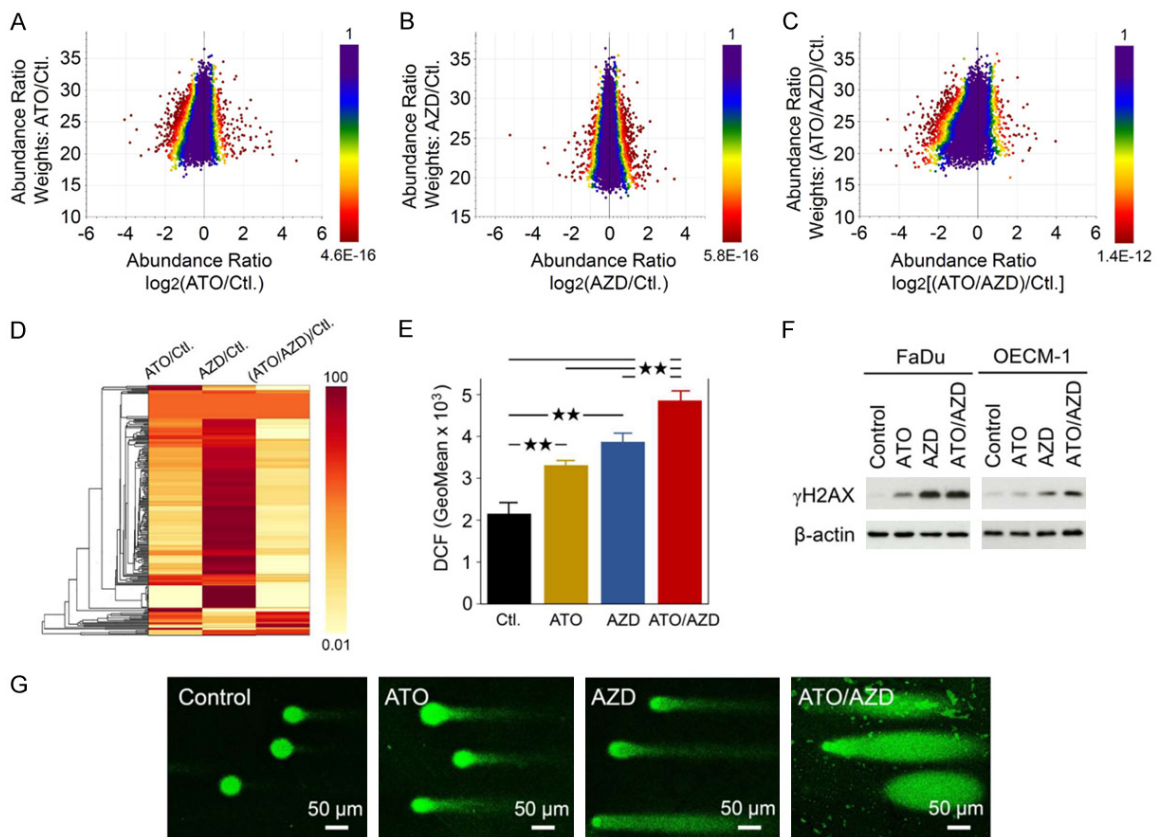 A
1
35
30
25
20
15
10
Abundance Ratio
Weights: ATO/Ctl.
-6 -4 -2 0 2 4 6
4.6E-16
Abundance Ratio
log2(ATO/Ctl.)
B
1
35
30
25
20
15
Abundance Ratio
Weights: AZD/Ctl.
-4 -2 0 2 4
5.8E-16
Abundance Ratio
log2(AZD/Ctl.)
C
1
35
30
25
20
15
10
Abundance Ratio
Weights: (ATO/AZD)/Ctl.
-6 -4 -2 0 2 4 6
1.4E-12
Abundance Ratio
log2[(ATO/AZD)/Ctl.]
D
ATO/Ctl.
AZD/Ctl.
(ATO/AZD)/Ctl.
100
0.01
E
DCF (GeoMean x 10³)
5
4
3
2
1
0
★★
★★
★★
Ctl. ATO AZD ATO/AZD
F
FaDu OECM-1
Control ATO AZD ATO/AZD Control ATO AZD ATO/AZD
γH2AX
β-actin
G
Control ATO AZD ATO/AZD
50 µm 50 µm 50 µm 50 µm